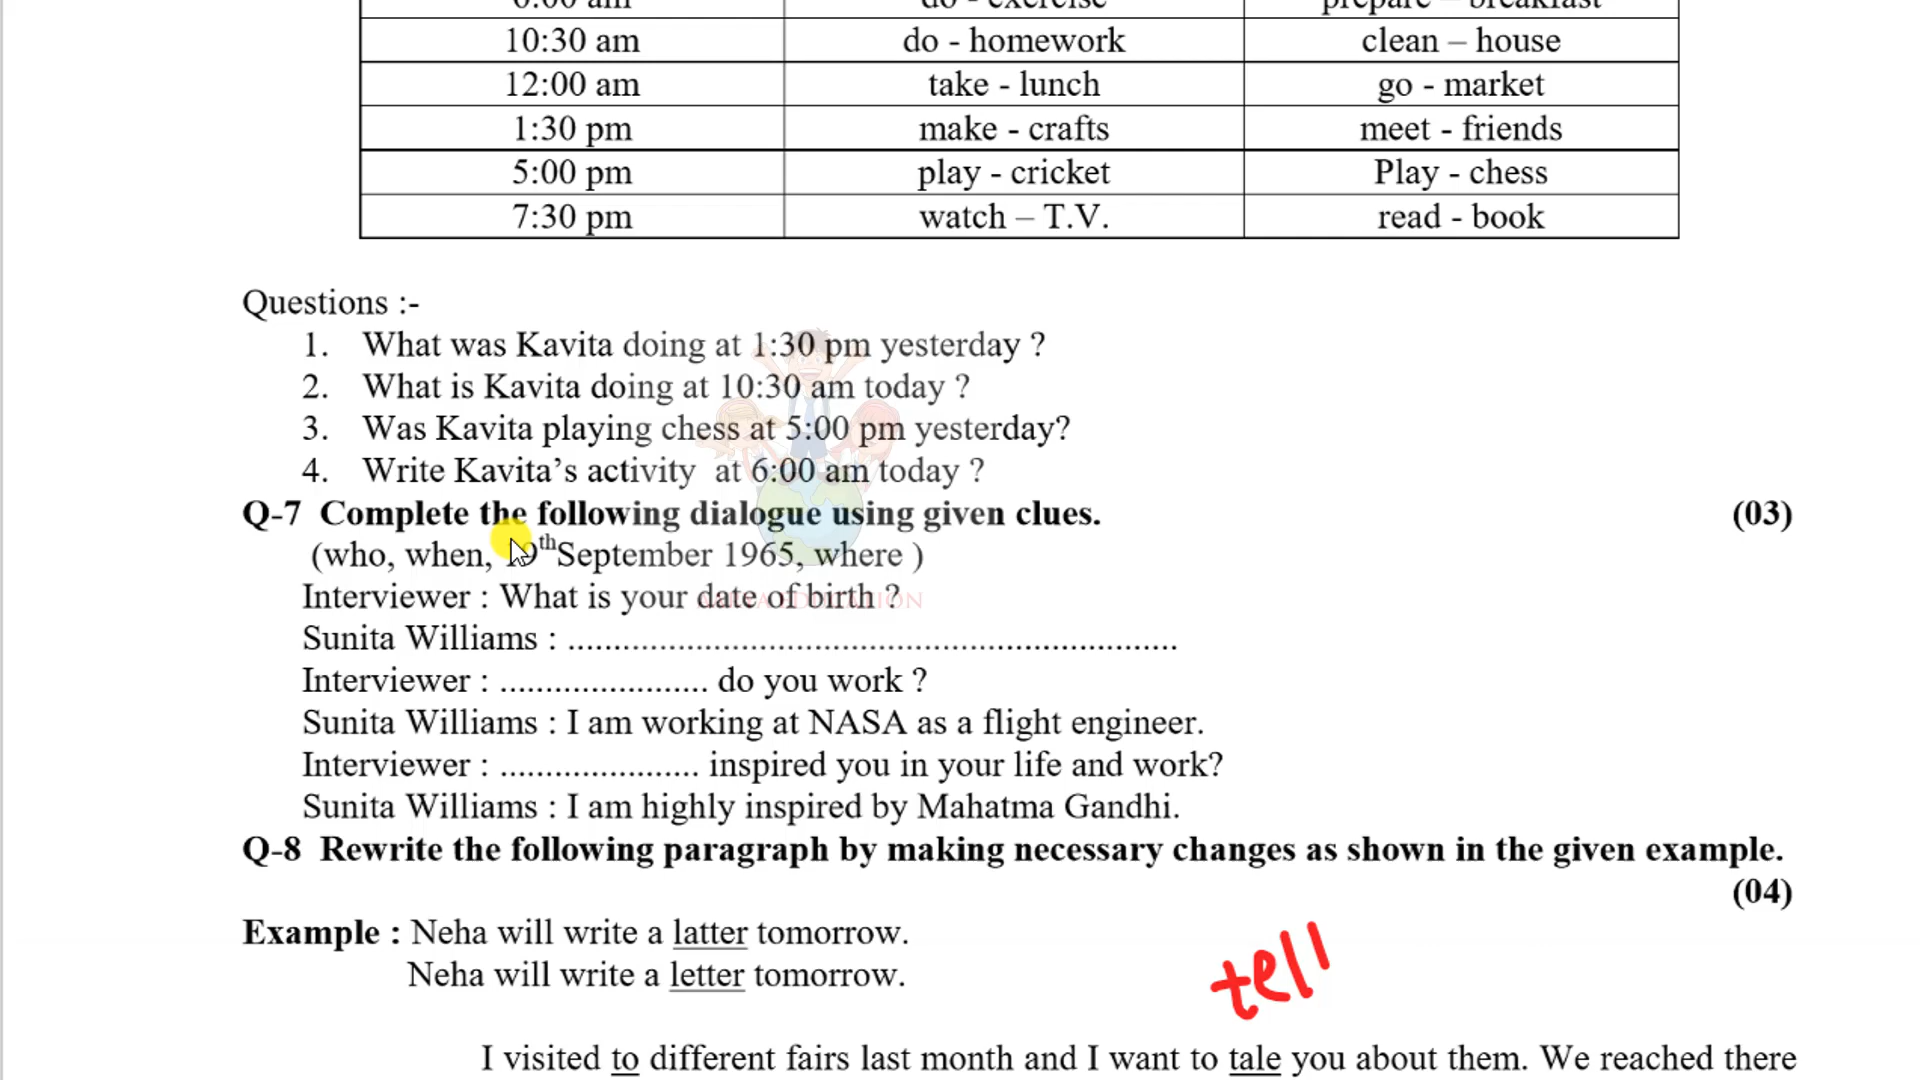 6:00 am do - exercise prepare – breakfast
10:30 am do - homework clean – house
12:00 am take - lunch go - market
1:30 pm make - crafts meet - friends
5:00 pm play - cricket Play - chess
7:30 pm watch – T.V. read - book
Questions :-
1. What was Kavita doing at 1:30 pm yesterday ?
2. What is Kavita doing at 10:30 am today ?
3. Was Kavita playing chess at 5:00 pm yesterday?
4. Write Kavita’s activity at 6:00 am today ?
Q-7 Complete the following dialogue using given clues. (03)
(who, when, 19th September 1965, where )
Interviewer : What is your date of birth ?
Sunita Williams : ..................................................................
Interviewer : ....................... do you work ?
Sunita Williams : I am working at NASA as a flight engineer.
Interviewer : ...................... inspired you in your life and work?
Sunita Williams : I am highly inspired by Mahatma Gandhi.
Q-8 Rewrite the following paragraph by making necessary changes as shown in the given example.
(04)
Example : Neha will write a latter tomorrow.
Neha will write a letter tomorrow.
tell
I visited to different fairs last month and I want to tale you about them. We reached there